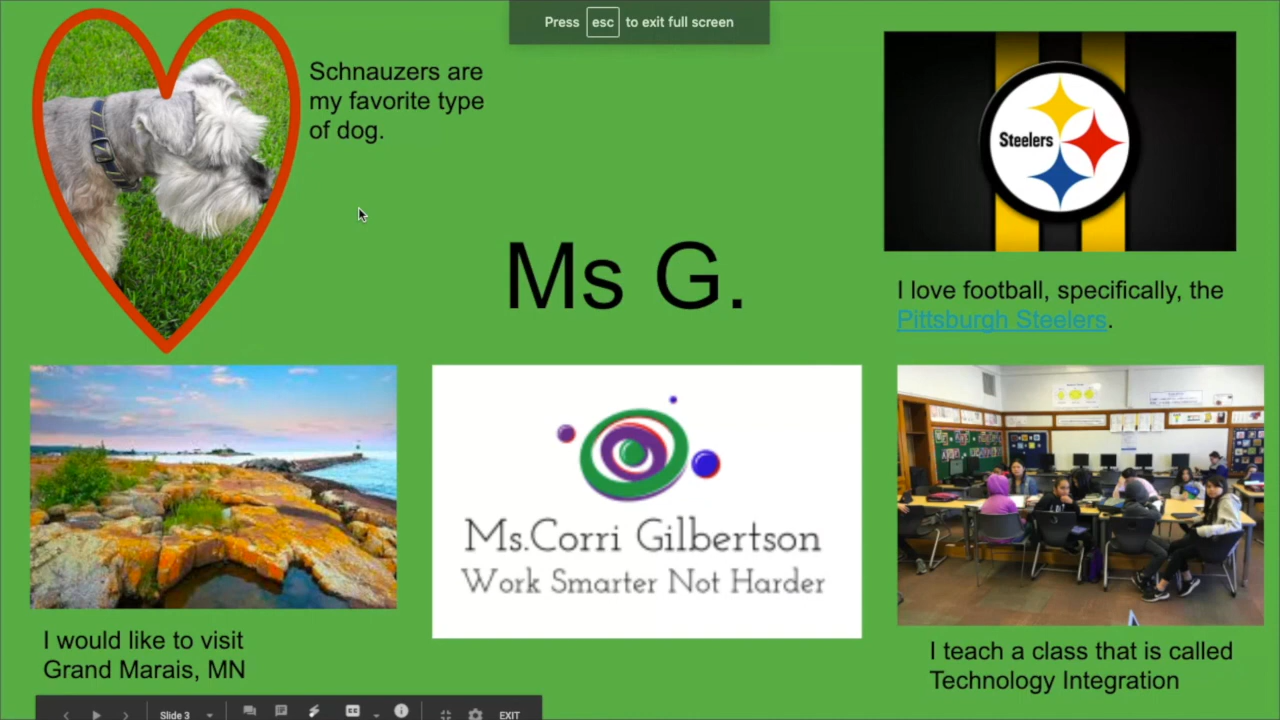 Press esc to exit full screen
Schnauzers are
my favorite type
of dog.
Steelers
Ms G.
I love football, specifically, the
Pittsburgh Steelers.
Ms.Corri Gilbertson
Work Smarter Not Harder
I would like to visit
Grand Marais, MN
I teach a class that is called
Technology Integration
Slide 3
CC
EXIT